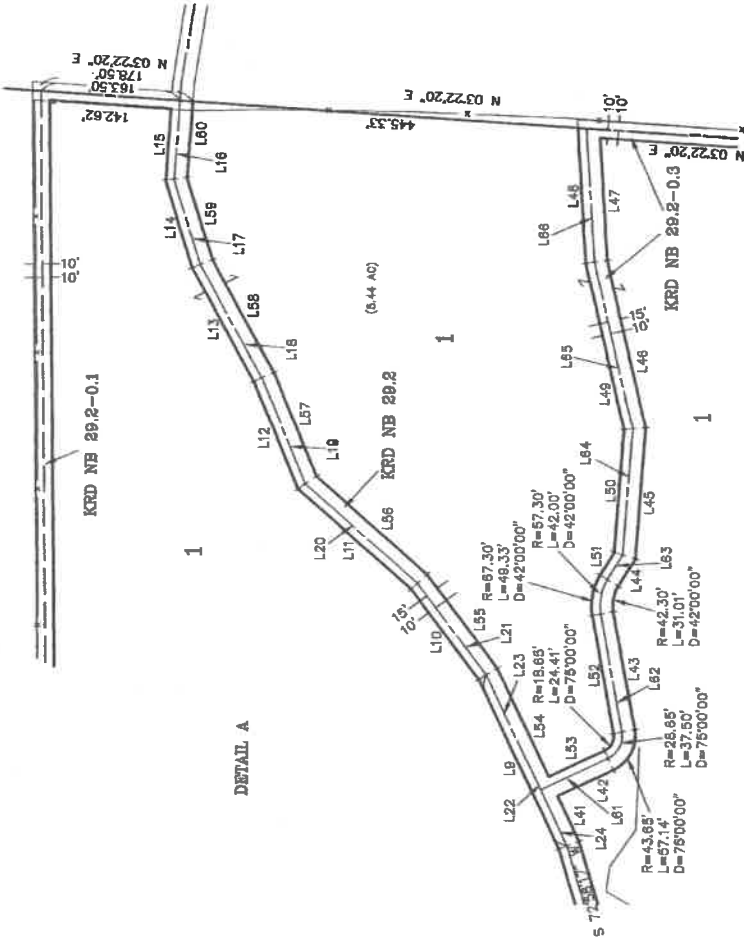 N 03°22'20" E
178.50'
163.50'
142.62'
N 03°22'20" E
445.33'
10'
10'
N 03°22'20" E
10'
10'
KRD NB 29.2-0.1
1
DETAIL A
L15
L60
L16
L14
L59
L17
L13
L58
L18
L12
L57
L19
KRD NB 29.2
L20
L11
L56
15'
10'
L10
L55
L21
L23
L9
L54
L22
L41
L24
(5.44 AC)
1
L48
L66
L47
KRD NB 29.2-0.3
15'
10'
L65
L49
L46
1
L64
L50
L45
R=57.30'
L=42.00'
D=42°00'00"
R=67.30'
L=49.33'
D=42°00'00"
L51
L63
L44
R=42.30'
L=31.01'
D=42°00'00"
R=18.65'
L=24.41'
D=75°00'00"
L52
L43
L62
L53
R=28.65'
L=37.50'
D=75°00'00"
L42
L61
R=43.65'
L=57.14'
D=75°00'00"